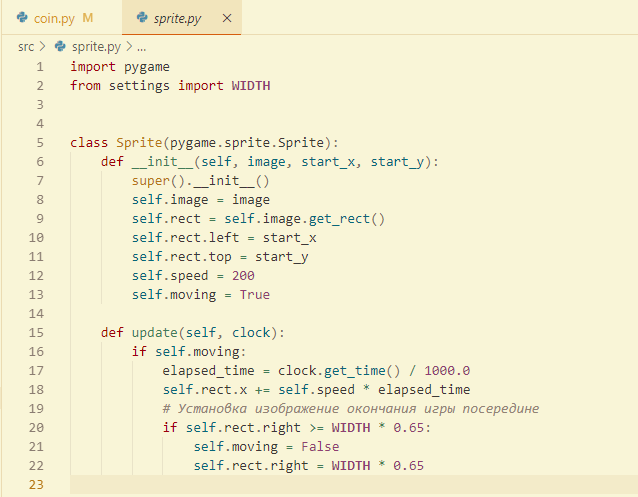 coin.py M sprite.py ×
src > sprite.py > ...
1 import pygame
2 from settings import WIDTH
3
4
5 class Sprite(pygame.sprite.Sprite):
6     def __init__(self, image, start_x, start_y):
7         super().__init__()
8         self.image = image
9         self.rect = self.image.get_rect()
10         self.rect.left = start_x
11         self.rect.top = start_y
12         self.speed = 200
13         self.moving = True
14
15     def update(self, clock):
16         if self.moving:
17             elapsed_time = clock.get_time() / 1000.0
18             self.rect.x += self.speed * elapsed_time
19             # Установка изображение окончания игры посередине
20             if self.rect.right >= WIDTH * 0.65:
21                 self.moving = False
22                 self.rect.right = WIDTH * 0.65
23